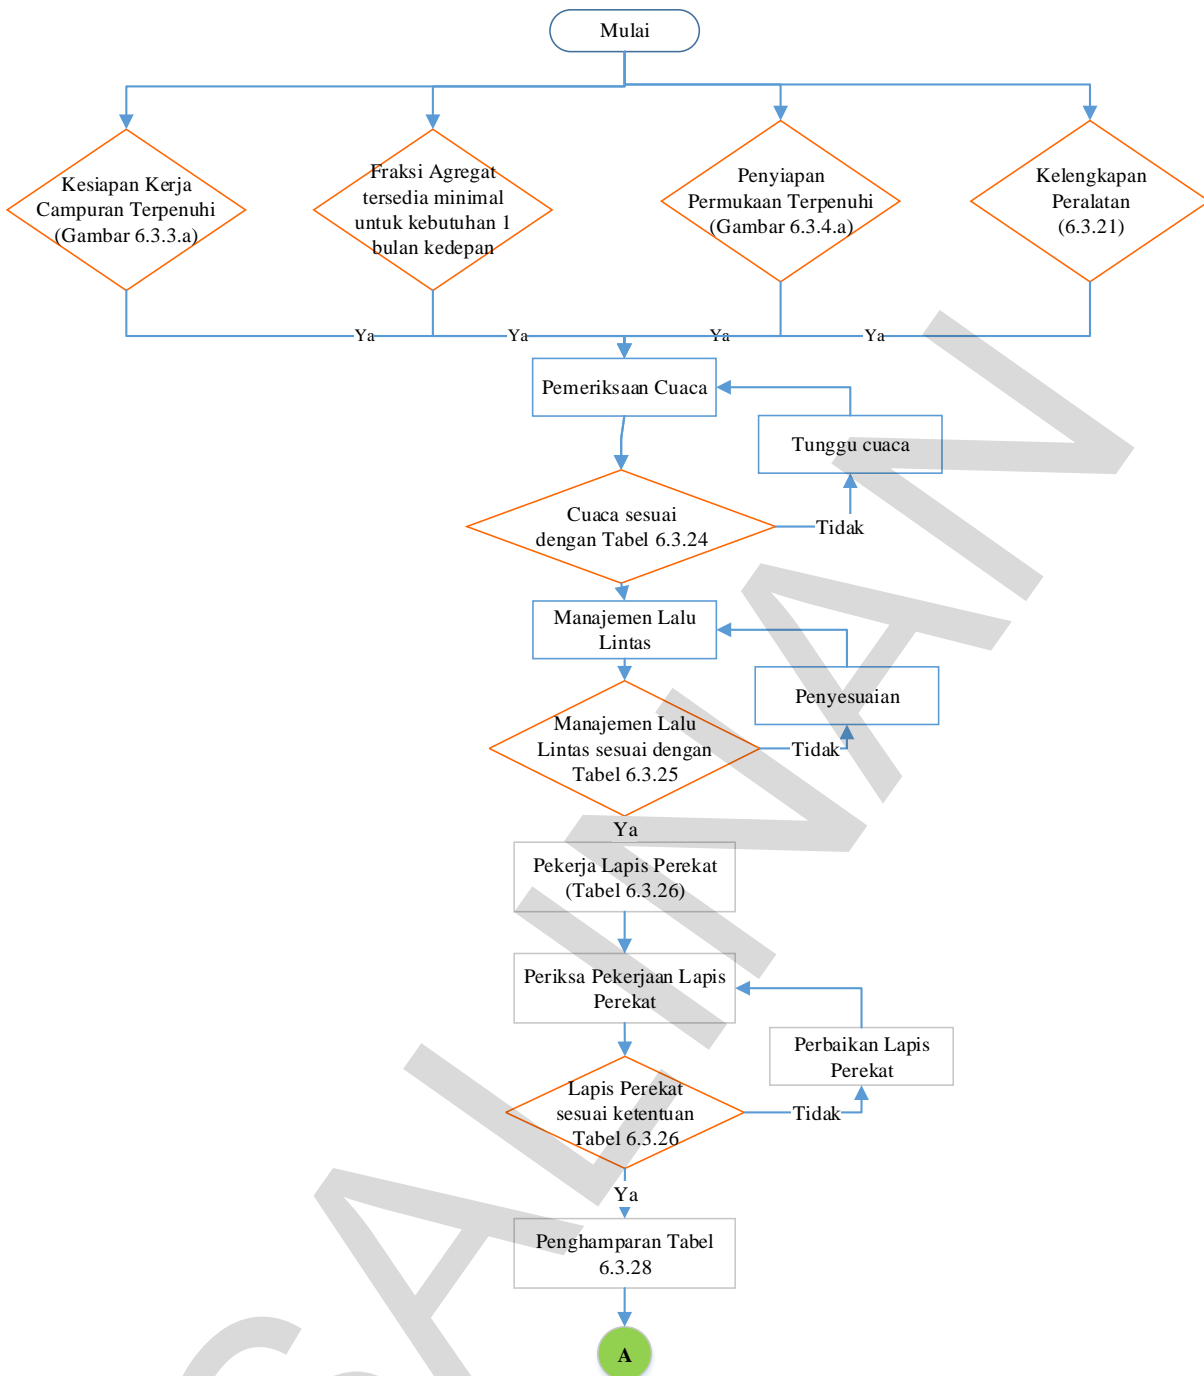 Mulai
Kesiapan Kerja
Campuran Terpenuhi
(Gambar 6.3.3.a)
Fraksi Agregat
tersedia minimal
untuk kebutuhan 1
bulan kedepan
Penyiapan
Permukaan Terpenuhi
(Gambar 6.3.4.a)
Kelengkapan
Peralatan
(6.3.21)
Ya
Ya
Ya
Ya
Pemeriksaan Cuaca
Tunggu cuaca
Cuaca sesuai
dengan Tabel 6.3.24
Tidak
Manajemen Lalu
Lintas
Penyesuaian
Manajemen Lalu
Lintas sesuai dengan
Tabel 6.3.25
Tidak
Ya
Pekerja Lapis Perekat
(Tabel 6.3.26)
Periksa Pekerjaan Lapis
Perekat
Perbaikan Lapis
Perekat
Lapis Perekat
sesuai ketentuan
Tabel 6.3.26
Tidak
Ya
Penghamparan Tabel
6.3.28
A
SALINAN